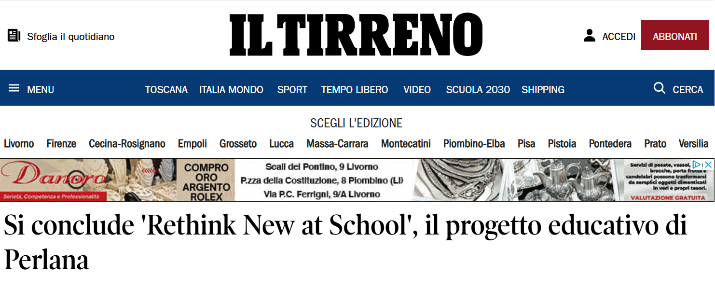 Sfoglia il quotidiano
IL TIRRENO
ACCEDI
ABBONATI
MENU
TOSCANA ITALIA MONDO SPORT TEMPO LIBERO VIDEO SCUOLA 2030 SHIPPING
CERCA
SCEGLI L'EDIZIONE
Livorno Firenze Cecina-Rosignano Empoli Grosseto Lucca Massa-Carrara Montecatini Piombino-Elba Pisa Pistoia Pontedera Prato Versilia
Danora
Serietà, Competenza e Professionalità
COMPRO
ORO
ARGENTO
ROLEX
Scali del Pontino, 9 Livorno
P.zza della Costituzione, 8 Piombino (LI)
Via P.C. Ferrigni, 9/A Livorno
Servizi di posate, vassoi,
brocche, porta frutta e
candelabri possono trasformarsi
da semplici oggetti dimenticati
in veri e propri tesori.
VALUTAZIONE GRATUITA
Si conclude 'Rethink New at School', il progetto educativo di
Perlana